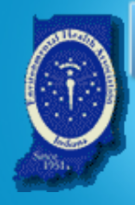 Environmental Health Association
Indiana
Since
1951